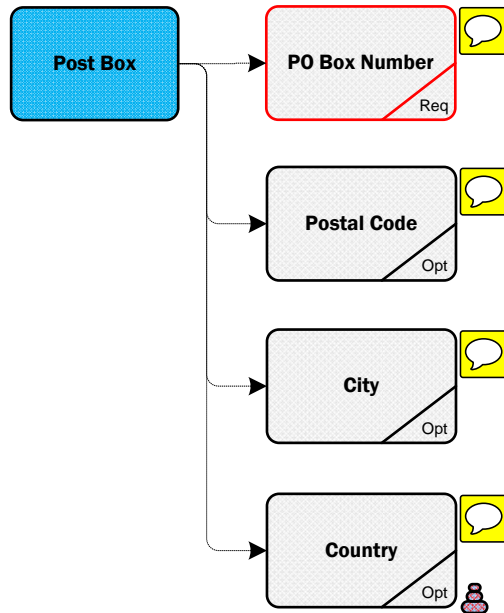 Post Box
PO Box Number
Req
Postal Code
Opt
City
Opt
Country
Opt